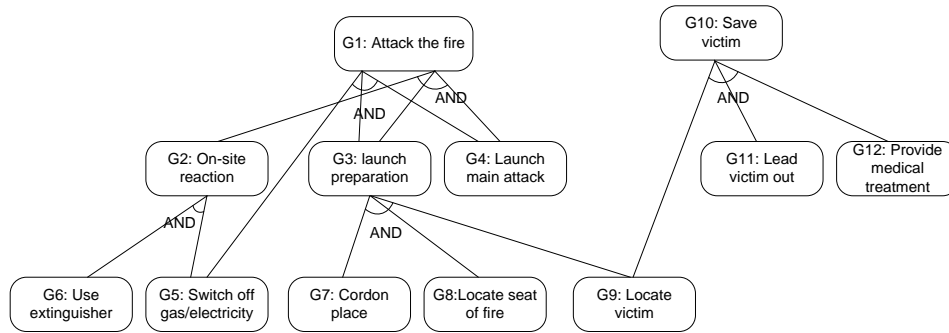 G1: Attack the fire
G10: Save
victim
AND
AND
AND
G2: On-site
reaction
G3: launch
preparation
G4: Launch
main attack
G11: Lead
victim out
G12: Provide
medical
treatment
AND
AND
G6: Use
extinguisher
G5: Switch off
gas/electricity
G7: Cordon
place
G8:Locate seat
of fire
G9: Locate
victim